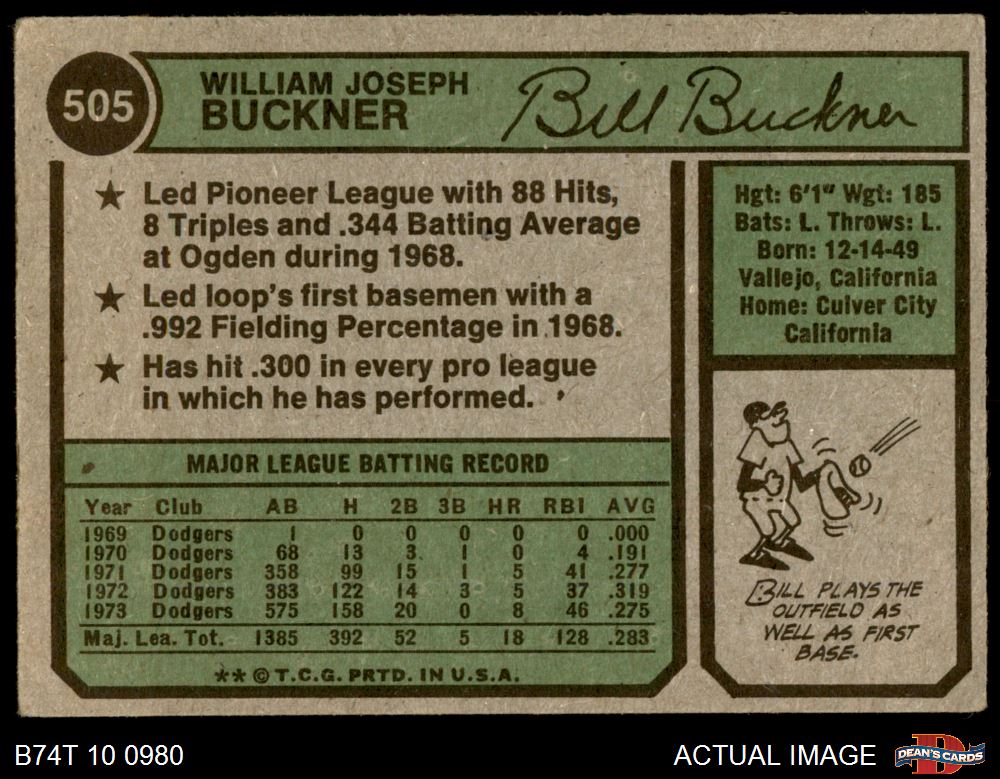 505
WILLIAM JOSEPH
BUCKNER
Bill Buckner
★ Led Pioneer League with 88 Hits,
8 Triples and .344 Batting Average
at Ogden during 1968.
★ Led loop's first basemen with a
.992 Fielding Percentage in 1968.
★ Has hit .300 in every pro league
in which he has performed.
Hgt: 6'1" Wgt: 185
Bats: L. Throws: L.
Born: 12-14-49
Vallejo, California
Home: Culver City
California
MAJOR LEAGUE BATTING RECORD
Year Club AB H 2B 3B HR RBI AVG
1969 Dodgers 1 0 0 0 0 0 .000
1970 Dodgers 68 13 3 1 0 4 .191
1971 Dodgers 358 99 15 1 5 41 .277
1972 Dodgers 383 122 14 3 5 37 .319
1973 Dodgers 575 158 20 0 8 46 .275
Maj. Lea. Tot. 1385 392 52 5 18 128 .283
**©T.C.G. PRTD. IN U.S.A.
BILL PLAYS THE
OUTFIELD AS
WELL AS FIRST
BASE.
B74T 10 0980
ACTUAL IMAGE
DEAN'S CARDS